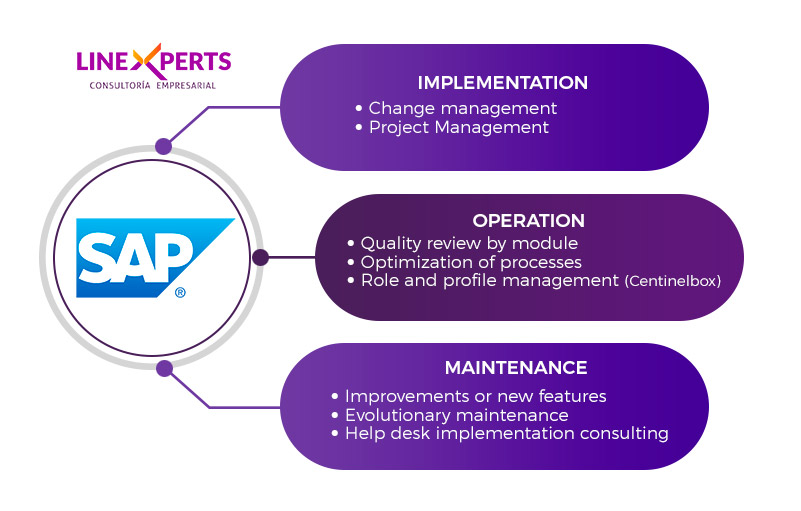 LINEXPERTS
CONSULTORÍA EMPRESARIAL
IMPLEMENTATION
• Change management
• Project Management
SAP®
OPERATION
• Quality review by module
• Optimization of processes
• Role and profile management (Centinelbox)
MAINTENANCE
• Improvements or new features
• Evolutionary maintenance
• Help desk implementation consulting